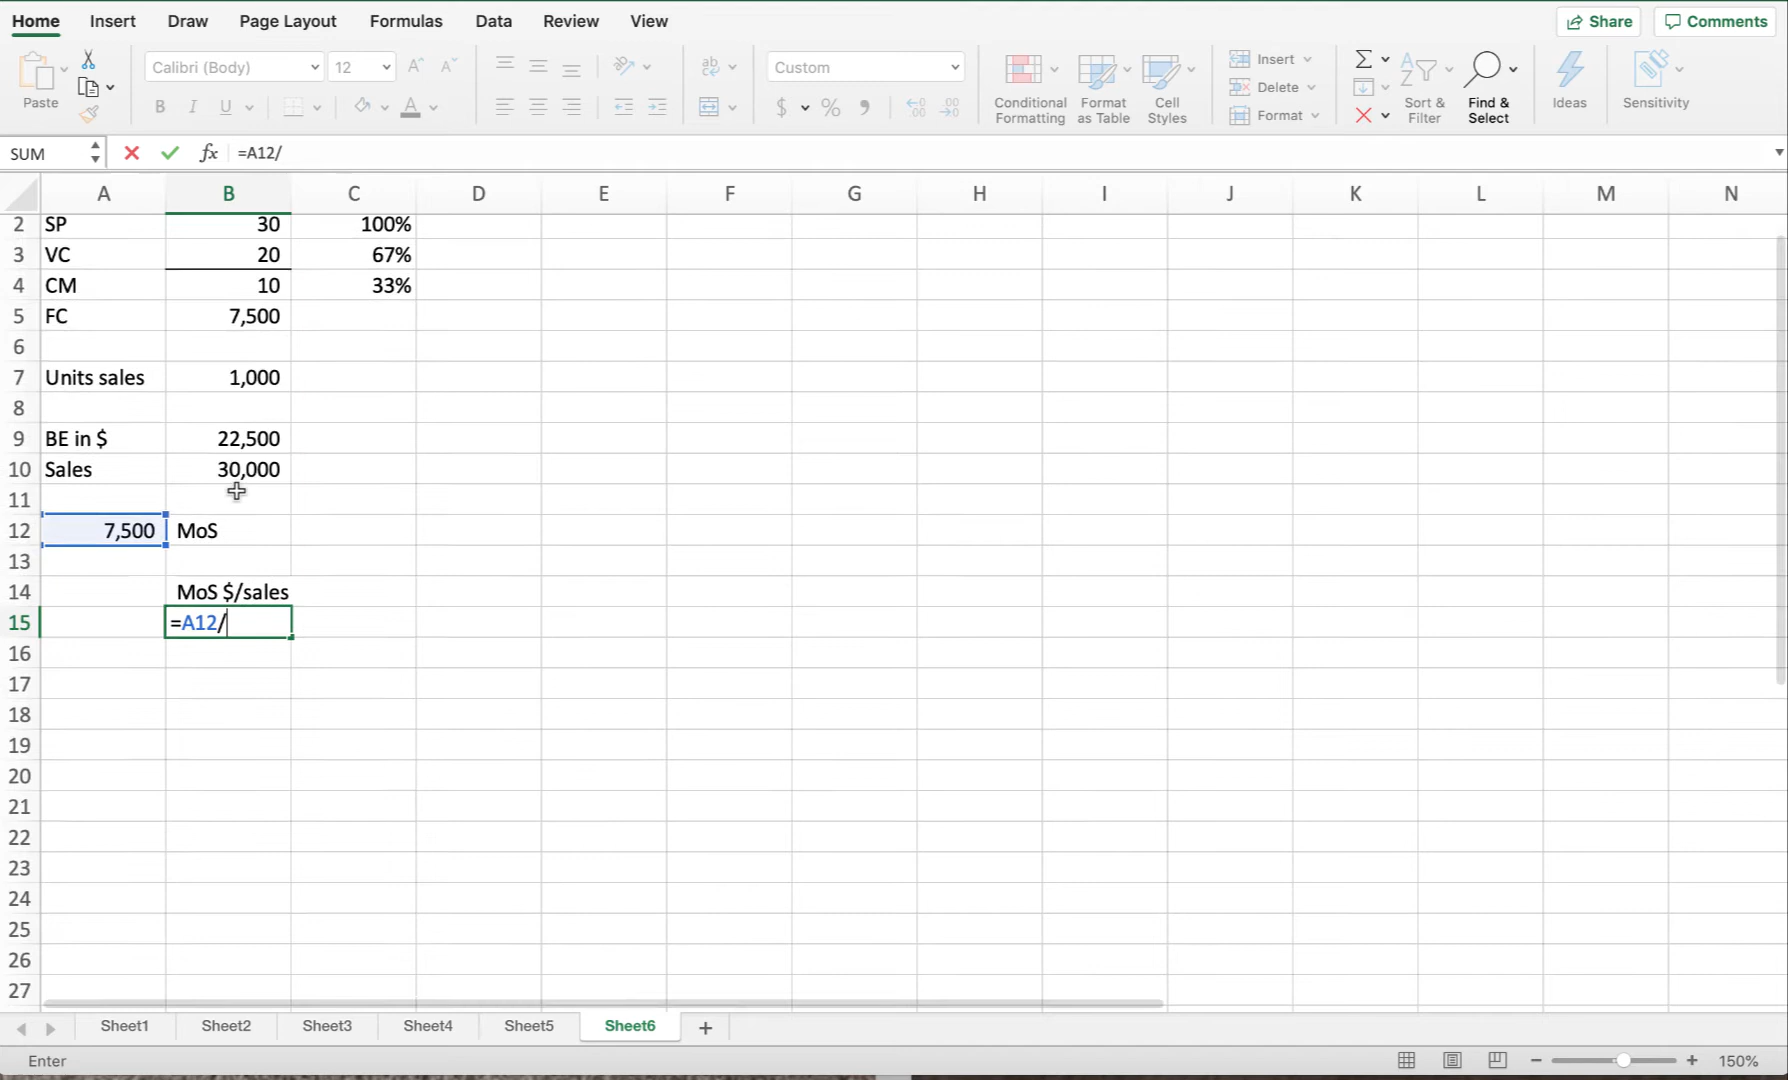 Home Insert Draw Page Layout Formulas Data Review View Share Comments
Paste Calibri (Body) 12 B I U A ab Custom $ % Conditional Formatting Format as Table Cell Styles Insert Delete Format Sort & Filter Find & Select Ideas Sensitivity
SUM fx =A12/
A B C D E F G H I J K L M N
2 SP 30 100%
3 VC 20 67%
4 CM 10 33%
5 FC 7,500
6
7 Units sales 1,000
8
9 BE in $ 22,500
10 Sales 30,000
11
12 7,500 MoS
13
14 MoS $/sales
15 =A12/
16
17
18
19
20
21
22
23
24
25
26
27
Sheet1 Sheet2 Sheet3 Sheet4 Sheet5 Sheet6 +
Enter 150%